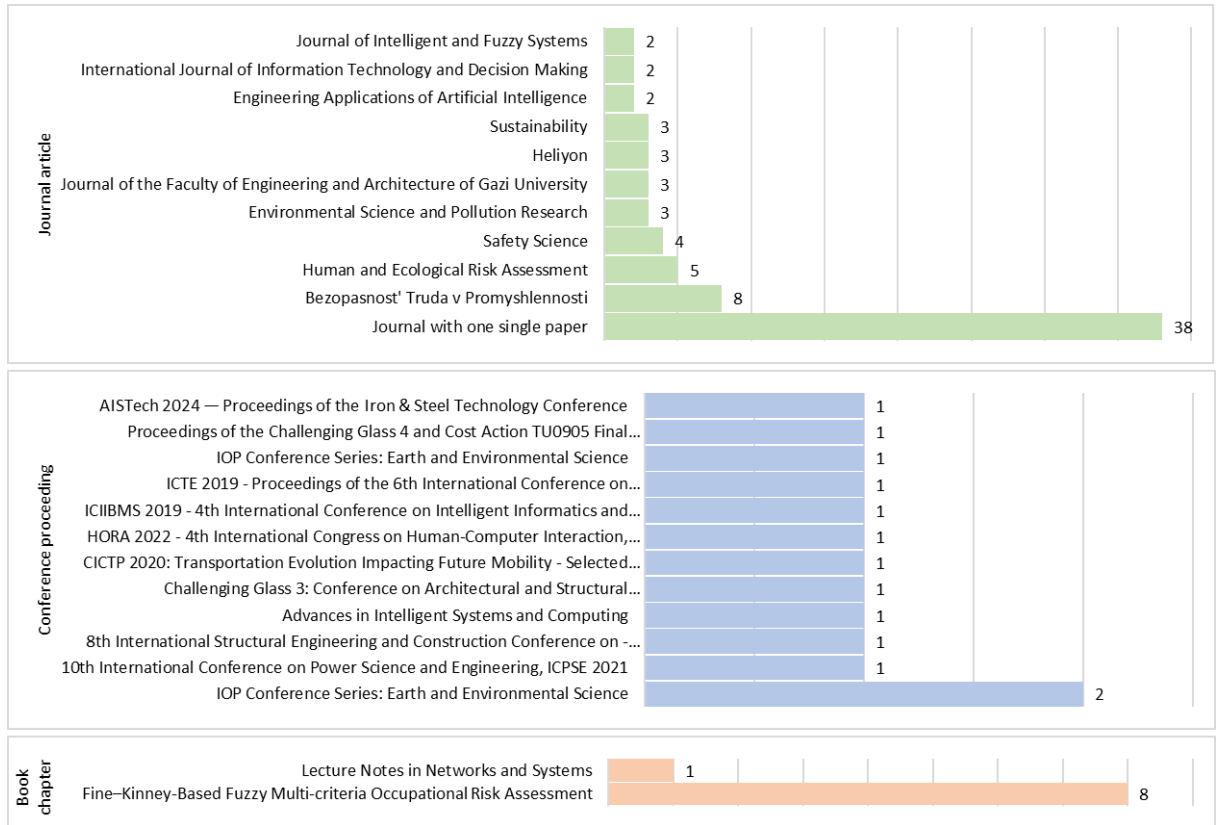 Journal article
Journal of Intelligent and Fuzzy Systems 2
International Journal of Information Technology and Decision Making 2
Engineering Applications of Artificial Intelligence 2
Sustainability 3
Heliyon 3
Journal of the Faculty of Engineering and Architecture of Gazi University 3
Environmental Science and Pollution Research 3
Safety Science 4
Human and Ecological Risk Assessment 5
Bezopasnost' Truda v Promyshlennosti 8
Journal with one single paper 38
Conference proceeding
AISTech 2024 — Proceedings of the Iron & Steel Technology Conference 1
Proceedings of the Challenging Glass 4 and Cost Action TU0905 Final... 1
IOP Conference Series: Earth and Environmental Science 1
ICTE 2019 - Proceedings of the 6th International Conference on... 1
ICIIBMS 2019 - 4th International Conference on Intelligent Informatics and... 1
HORA 2022 - 4th International Congress on Human-Computer Interaction,... 1
CICTP 2020: Transportation Evolution Impacting Future Mobility - Selected... 1
Challenging Glass 3: Conference on Architectural and Structural... 1
Advances in Intelligent Systems and Computing 1
8th International Structural Engineering and Construction Conference on -... 1
10th International Conference on Power Science and Engineering, ICPSE 2021 1
IOP Conference Series: Earth and Environmental Science 2
Book
chapter
Lecture Notes in Networks and Systems 1
Fine–Kinney-Based Fuzzy Multi-criteria Occupational Risk Assessment 8